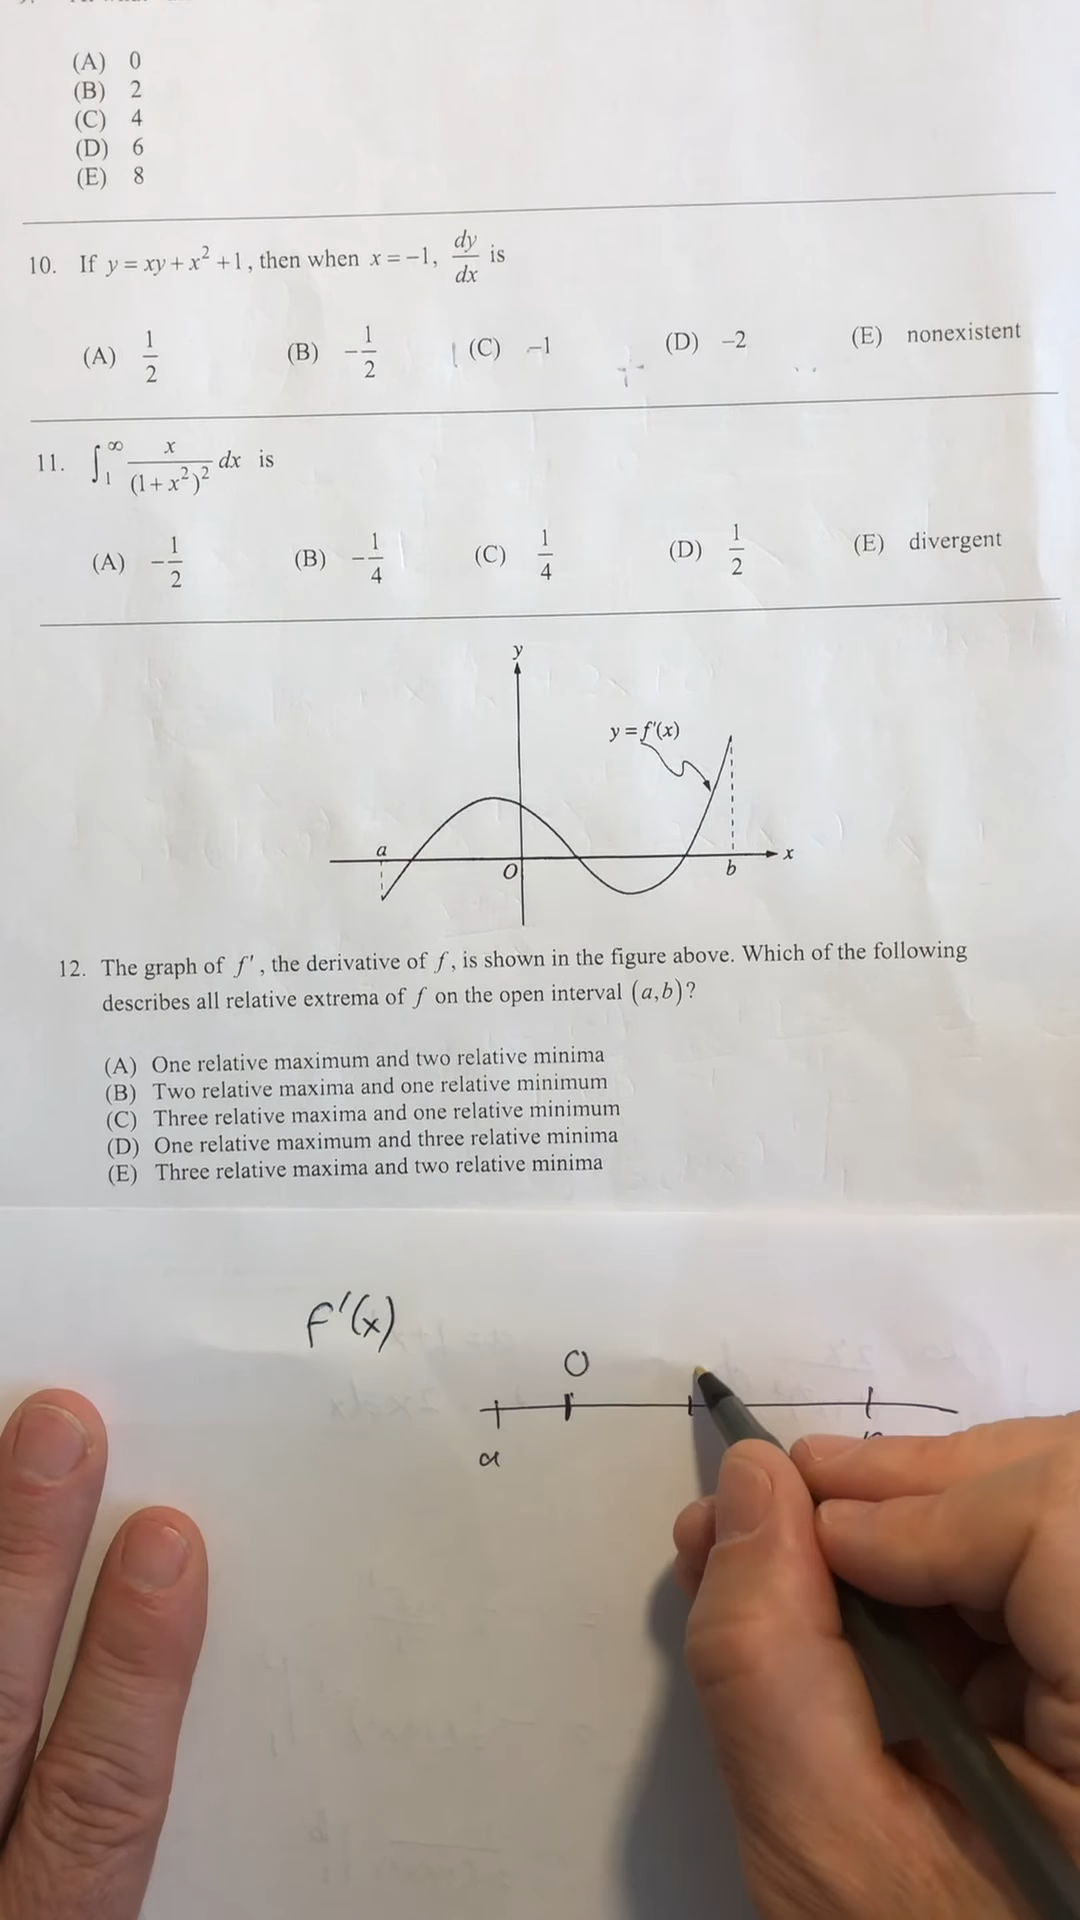 (A) 0
(B) 2
(C) 4
(D) 6
(E) 8
10. If y = xy + x² + 1, then when x = −1, dy/dx is
(A) 1/2 (B) −1/2 (C) −1 (D) −2 (E) nonexistent
11. ∫₁^∞ x/(1+x²)² dx is
(A) −1/2 (B) −1/4 (C) 1/4 (D) 1/2 (E) divergent
y
y = f'(x)
a
x
O
b
12. The graph of f', the derivative of f, is shown in the figure above. Which of the following
describes all relative extrema of f on the open interval (a,b)?
(A) One relative maximum and two relative minima
(B) Two relative maxima and one relative minimum
(C) Three relative maxima and one relative minimum
(D) One relative maximum and three relative minima
(E) Three relative maxima and two relative minima
f'(x)
0
a